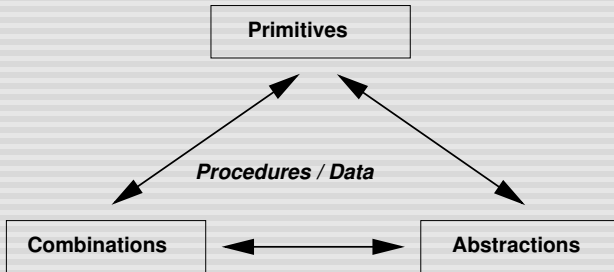 Primitives
Procedures / Data
Combinations
Abstractions